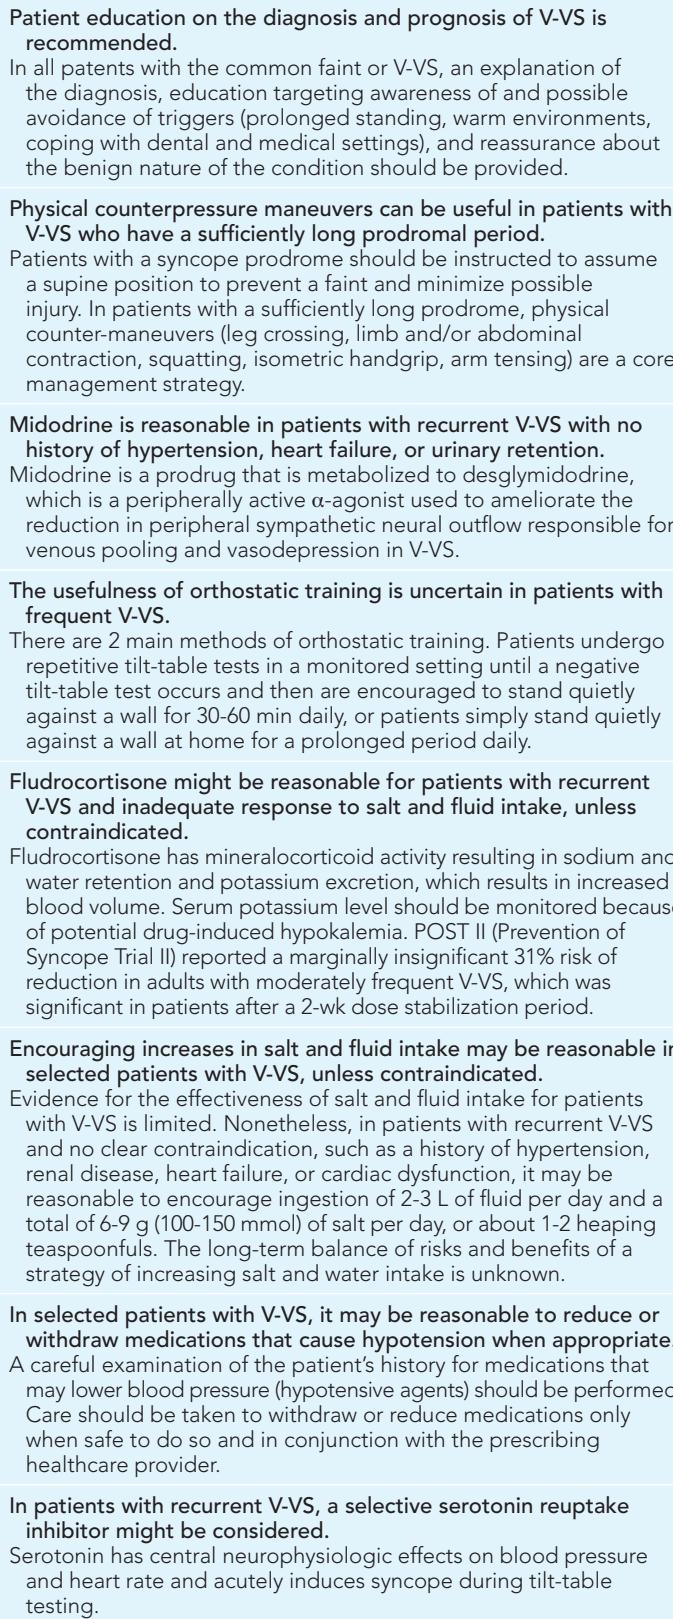 Patient education on the diagnosis and prognosis of V-VS is
recommended.
In all patents with the common faint or V-VS, an explanation of
the diagnosis, education targeting awareness of and possible
avoidance of triggers (prolonged standing, warm environments,
coping with dental and medical settings), and reassurance about
the benign nature of the condition should be provided.
Physical counterpressure maneuvers can be useful in patients with
V-VS who have a sufficiently long prodromal period.
Patients with a syncope prodrome should be instructed to assume
a supine position to prevent a faint and minimize possible
injury. In patients with a sufficiently long prodrome, physical
counter-maneuvers (leg crossing, limb and/or abdominal
contraction, squatting, isometric handgrip, arm tensing) are a core
management strategy.
Midodrine is reasonable in patients with recurrent V-VS with no
history of hypertension, heart failure, or urinary retention.
Midodrine is a prodrug that is metabolized to desglymidodrine,
which is a peripherally active α-agonist used to ameliorate the
reduction in peripheral sympathetic neural outflow responsible for
venous pooling and vasodepression in V-VS.
The usefulness of orthostatic training is uncertain in patients with
frequent V-VS.
There are 2 main methods of orthostatic training. Patients undergo
repetitive tilt-table tests in a monitored setting until a negative
tilt-table test occurs and then are encouraged to stand quietly
against a wall for 30-60 min daily, or patients simply stand quietly
against a wall at home for a prolonged period daily.
Fludrocortisone might be reasonable for patients with recurrent
V-VS and inadequate response to salt and fluid intake, unless
contraindicated.
Fludrocortisone has mineralocorticoid activity resulting in sodium and
water retention and potassium excretion, which results in increased
blood volume. Serum potassium level should be monitored because
of potential drug-induced hypokalemia. POST II (Prevention of
Syncope Trial II) reported a marginally insignificant 31% risk of
reduction in adults with moderately frequent V-VS, which was
significant in patients after a 2-wk dose stabilization period.
Encouraging increases in salt and fluid intake may be reasonable in
selected patients with V-VS, unless contraindicated.
Evidence for the effectiveness of salt and fluid intake for patients
with V-VS is limited. Nonetheless, in patients with recurrent V-VS
and no clear contraindication, such as a history of hypertension,
renal disease, heart failure, or cardiac dysfunction, it may be
reasonable to encourage ingestion of 2-3 L of fluid per day and a
total of 6-9 g (100-150 mmol) of salt per day, or about 1-2 heaping
teaspoonfuls. The long-term balance of risks and benefits of a
strategy of increasing salt and water intake is unknown.
In selected patients with V-VS, it may be reasonable to reduce or
withdraw medications that cause hypotension when appropriate.
A careful examination of the patient's history for medications that
may lower blood pressure (hypotensive agents) should be performed
Care should be taken to withdraw or reduce medications only
when safe to do so and in conjunction with the prescribing
healthcare provider.
In patients with recurrent V-VS, a selective serotonin reuptake
inhibitor might be considered.
Serotonin has central neurophysiologic effects on blood pressure
and heart rate and acutely induces syncope during tilt-table
testing.